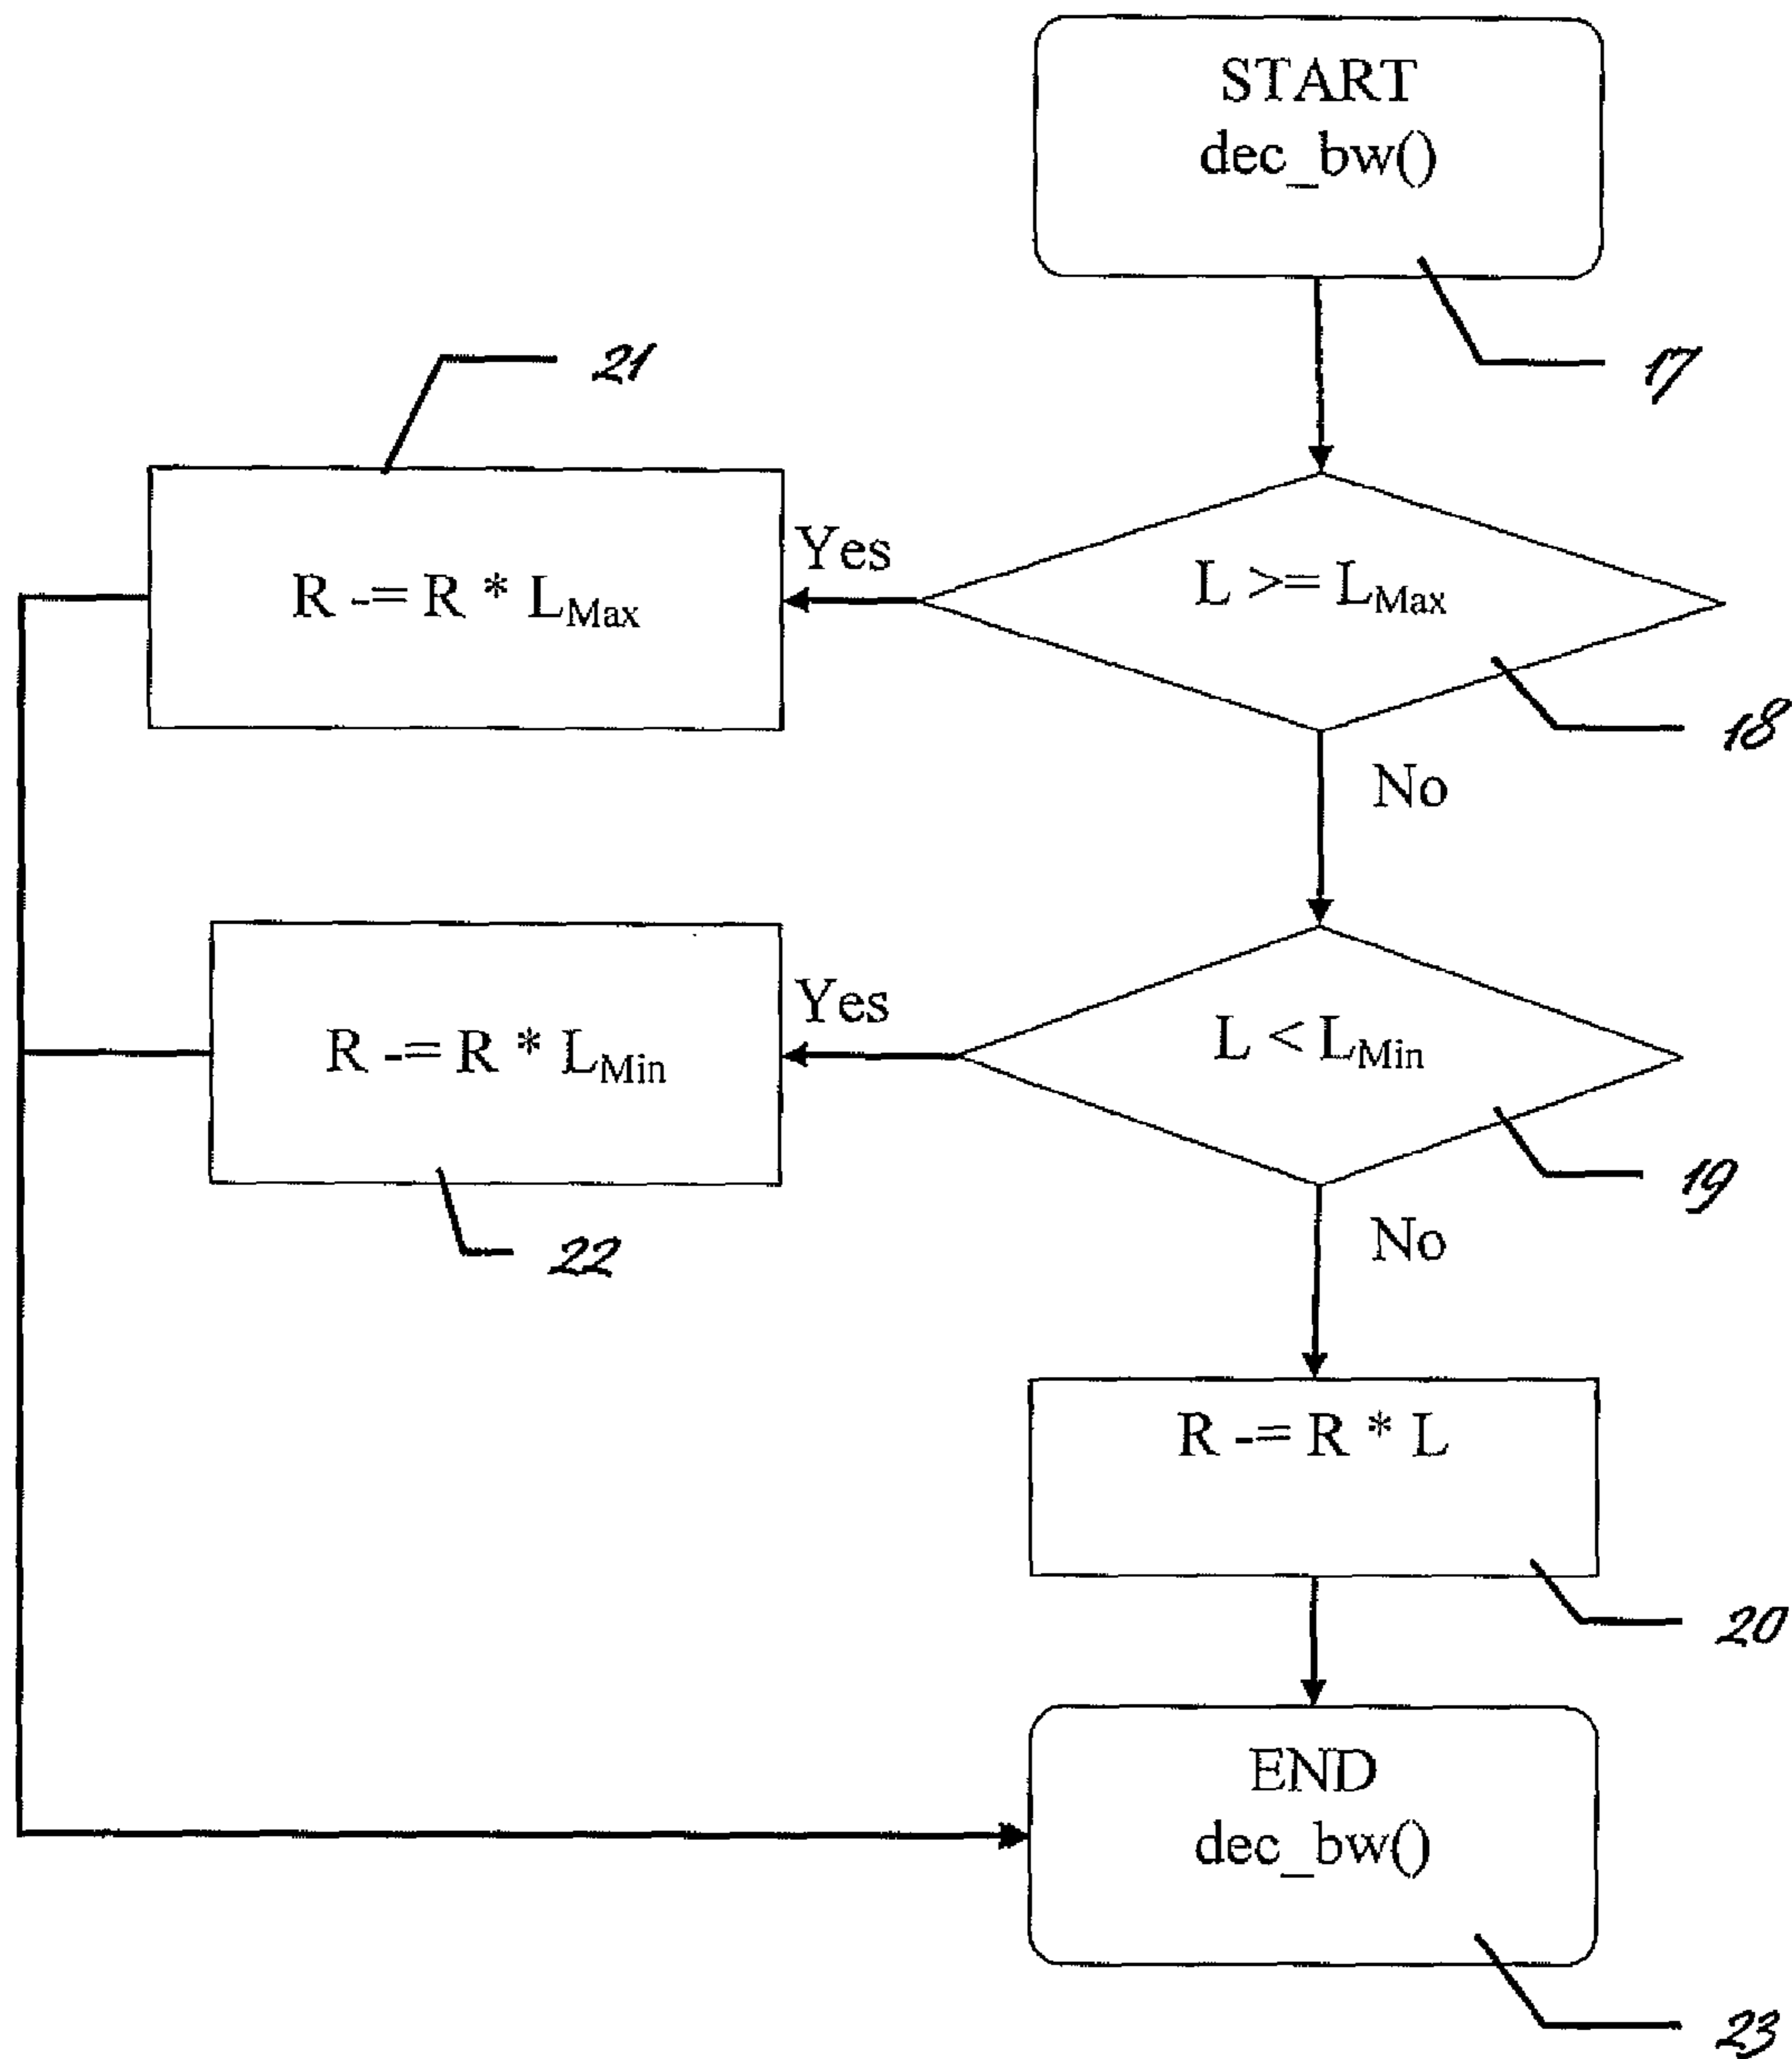 START
dec_bw()
17
21
R -= R * L_Max
Yes
L >= L_Max
18
No
R -= R * L_Min
Yes
L < L_Min
19
22
No
R -= R * L
20
END
dec_bw()
23